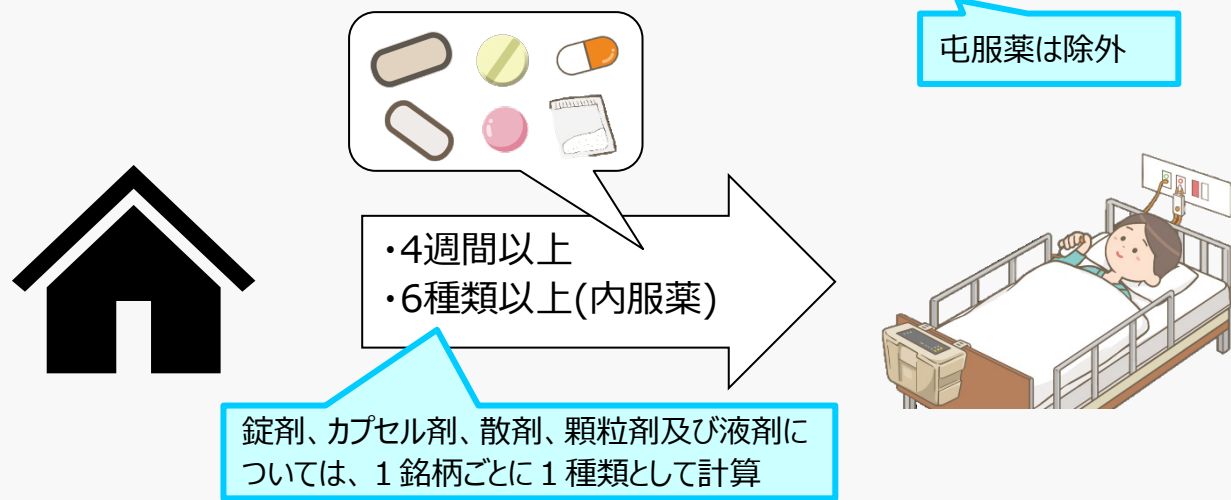 屯服薬は除外
・4週間以上
・6種類以上(内服薬)
錠剤、カプセル剤、散剤、顆粒剤及び液剤に
ついては、1銘柄ごとに1種類として計算